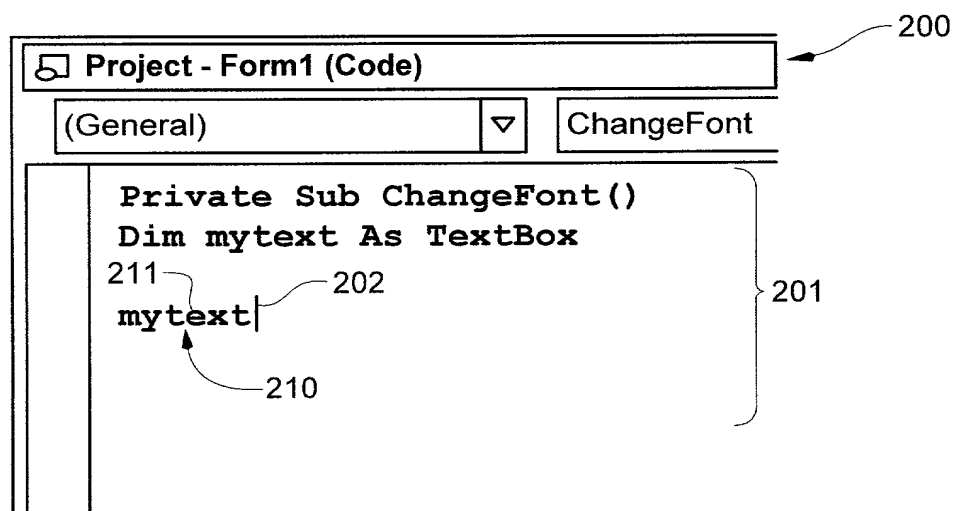 200
Project - Form1 (Code)
(General) ChangeFont
Private Sub ChangeFont()
Dim mytext As TextBox
211 202 201
mytext
210